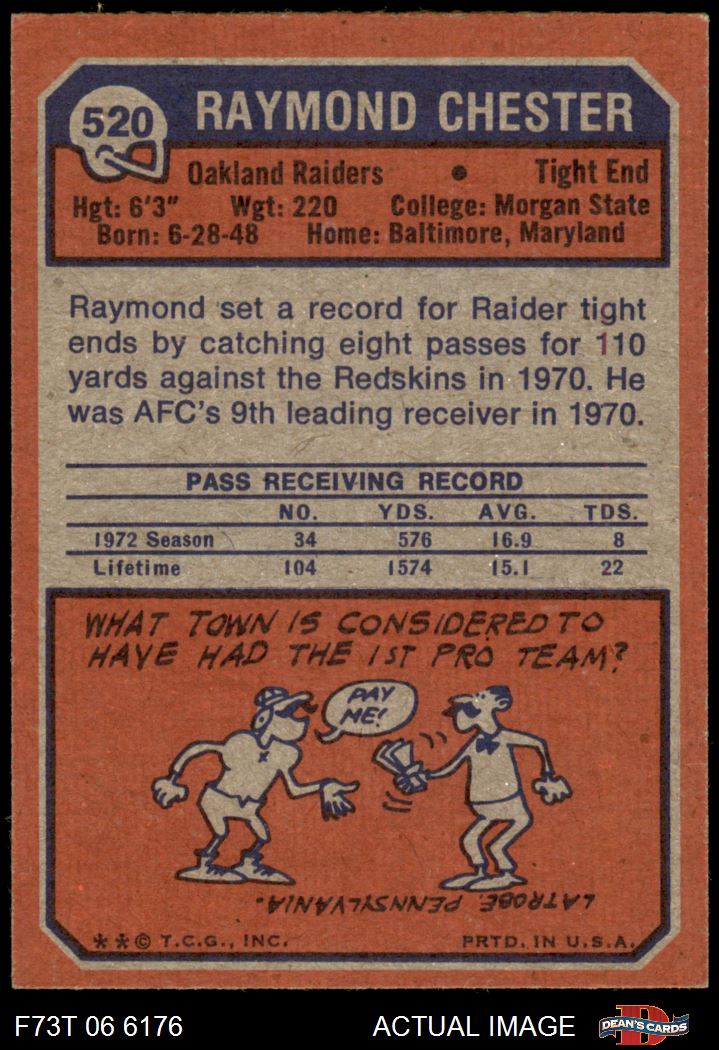 520 RAYMOND CHESTER
Oakland Raiders • Tight End
Hgt: 6'3" Wgt: 220 College: Morgan State
Born: 6-28-48 Home: Baltimore, Maryland
Raymond set a record for Raider tight
ends by catching eight passes for 110
yards against the Redskins in 1970. He
was AFC's 9th leading receiver in 1970.
PASS RECEIVING RECORD
NO. YDS. AVG. TDS.
1972 Season 34 576 16.9 8
Lifetime 104 1574 15.1 22
WHAT TOWN IS CONSIDERED TO
HAVE HAD THE 1ST PRO TEAM?
PAY
ME!
LATROBE, PENNSYLVANIA.
**© T.C.G., INC. PRTD. IN U.S.A.
F73T 06 6176 ACTUAL IMAGE D DEAN'S CARDS